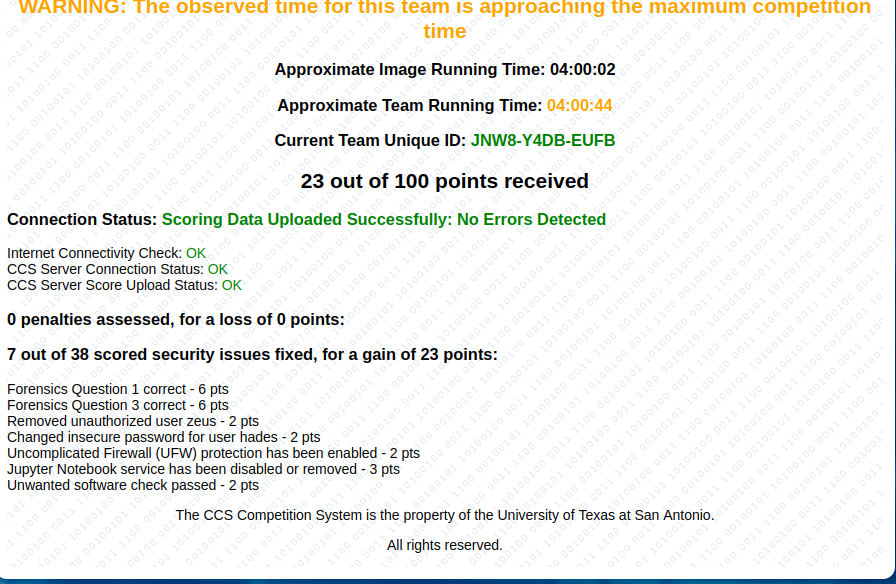 WARNING: The observed time for this team is approaching the maximum competition
time
Approximate Image Running Time: 04:00:02
Approximate Team Running Time: 04:00:44
Current Team Unique ID: JNW8-Y4DB-EUFB
23 out of 100 points received
Connection Status: Scoring Data Uploaded Successfully: No Errors Detected
Internet Connectivity Check: OK
CCS Server Connection Status: OK
CCS Server Score Upload Status: OK
0 penalties assessed, for a loss of 0 points:
7 out of 38 scored security issues fixed, for a gain of 23 points:
Forensics Question 1 correct - 6 pts
Forensics Question 3 correct - 6 pts
Removed unauthorized user zeus - 2 pts
Changed insecure password for user hades - 2 pts
Uncomplicated Firewall (UFW) protection has been enabled - 2 pts
Jupyter Notebook service has been disabled or removed - 3 pts
Unwanted software check passed - 2 pts
The CCS Competition System is the property of the University of Texas at San Antonio.
All rights reserved.